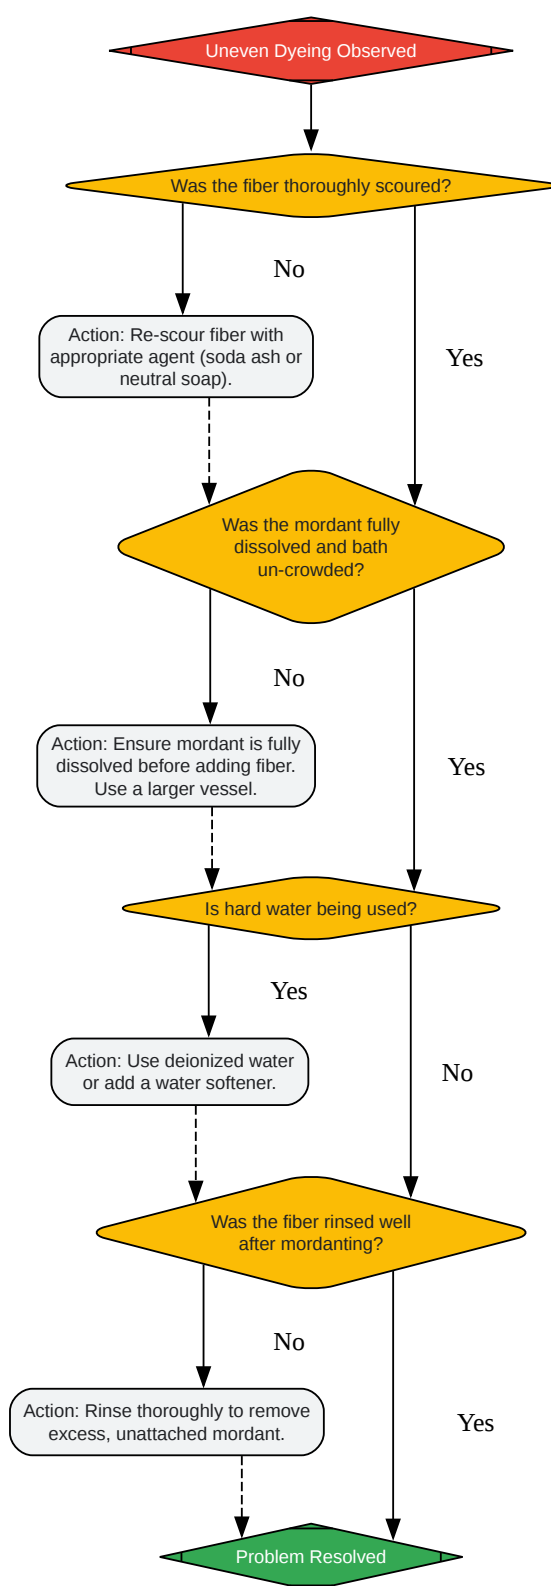 Uneven Dyeing Observed
Was the fiber thoroughly scoured?
No
Action: Re-scour fiber with
appropriate agent (soda ash or
neutral soap).
Yes
Was the mordant fully
dissolved and bath
un-crowded?
No
Action: Ensure mordant is fully
dissolved before adding fiber.
Use a larger vessel.
Yes
Is hard water being used?
Yes
Action: Use deionized water
or add a water softener.
No
Was the fiber rinsed well
after mordanting?
No
Action: Rinse thoroughly to remove
excess, unattached mordant.
Yes
Problem Resolved